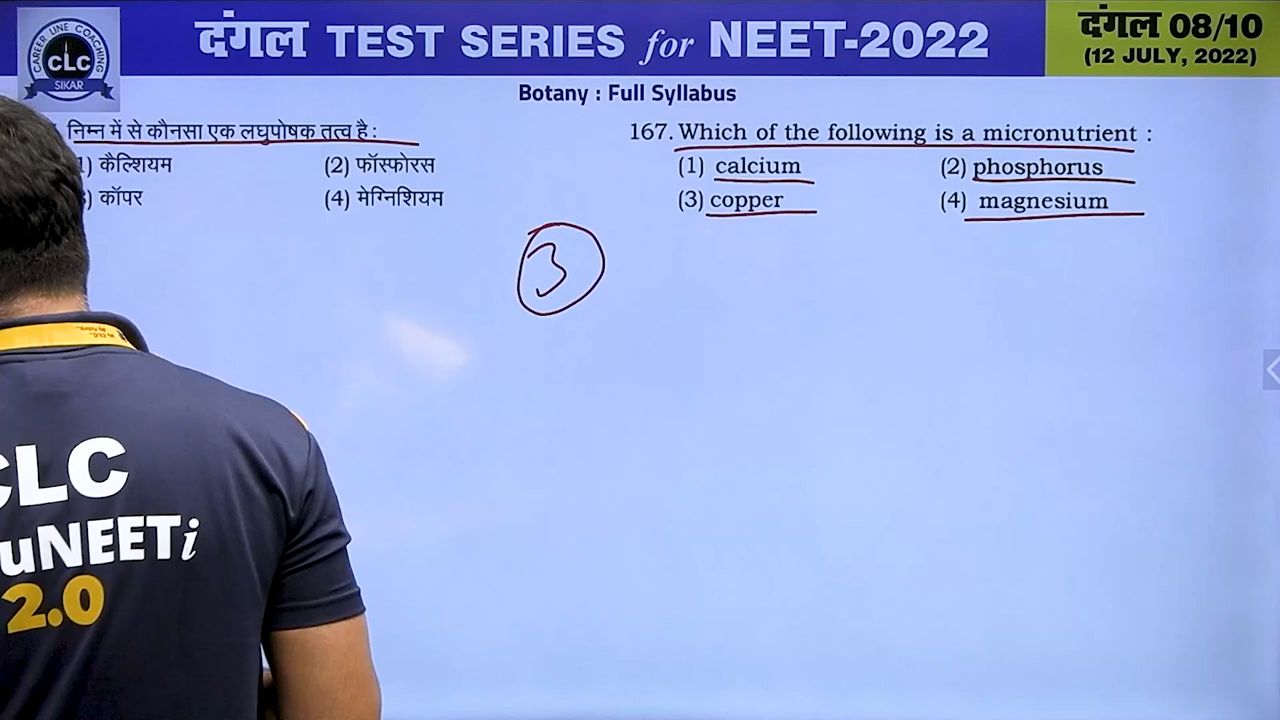 CAREER LINE COACHING
CLC
SIKAR
दंगल TEST SERIES for NEET-2022
दंगल 08/10
(12 JULY, 2022)
Botany : Full Syllabus
निम्न में से कौनसा एक लघुपोषक तत्व है :
1) कैल्शियम (2) फॉस्फोरस
) कॉपर (4) मेग्निशियम
167. Which of the following is a micronutrient :
(1) calcium (2) phosphorus
(3) copper (4) magnesium
3
CLC
uNEETi
2.0